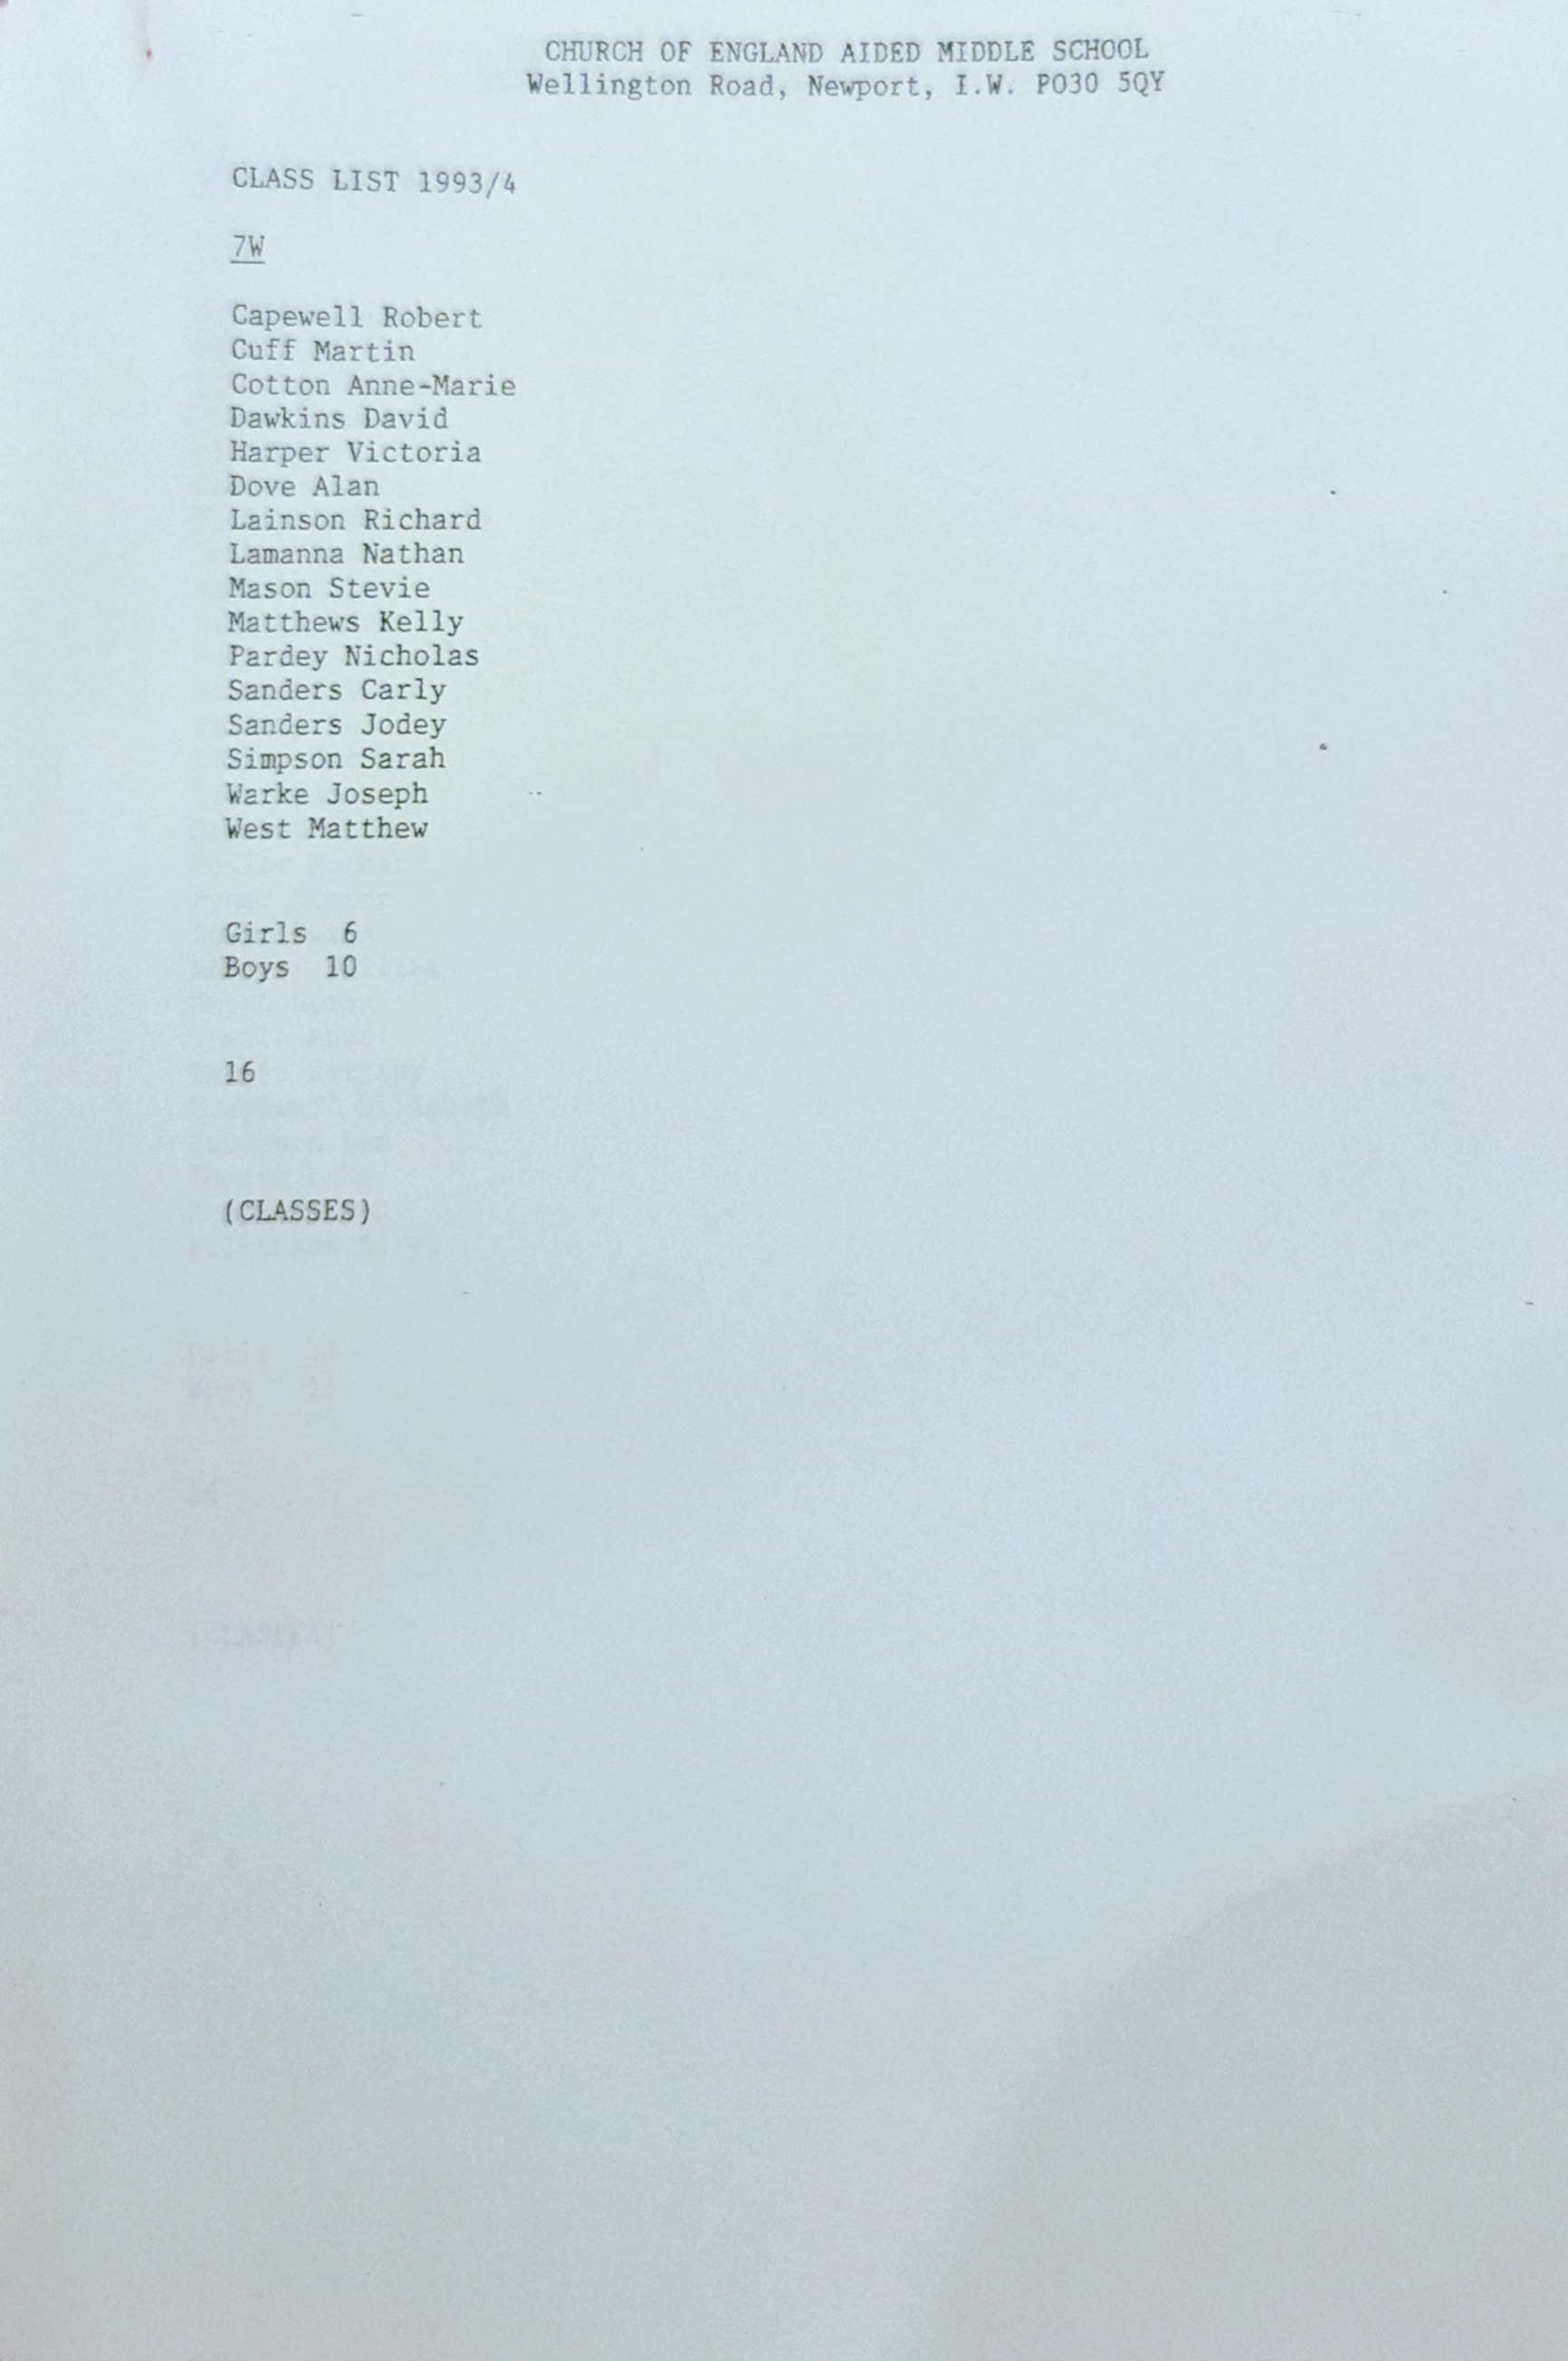 CHURCH OF ENGLAND AIDED MIDDLE SCHOOL
Wellington Road, Newport, I.W. PO30 5QY
CLASS LIST 1993/4
7W
Capewell Robert
Cuff Martin
Cotton Anne-Marie
Dawkins David
Harper Victoria
Dove Alan
Lainson Richard
Lamanna Nathan
Mason Stevie
Matthews Kelly
Pardey Nicholas
Sanders Carly
Sanders Jodey
Simpson Sarah
Warke Joseph
West Matthew
Girls 6
Boys 10
16
(CLASSES)